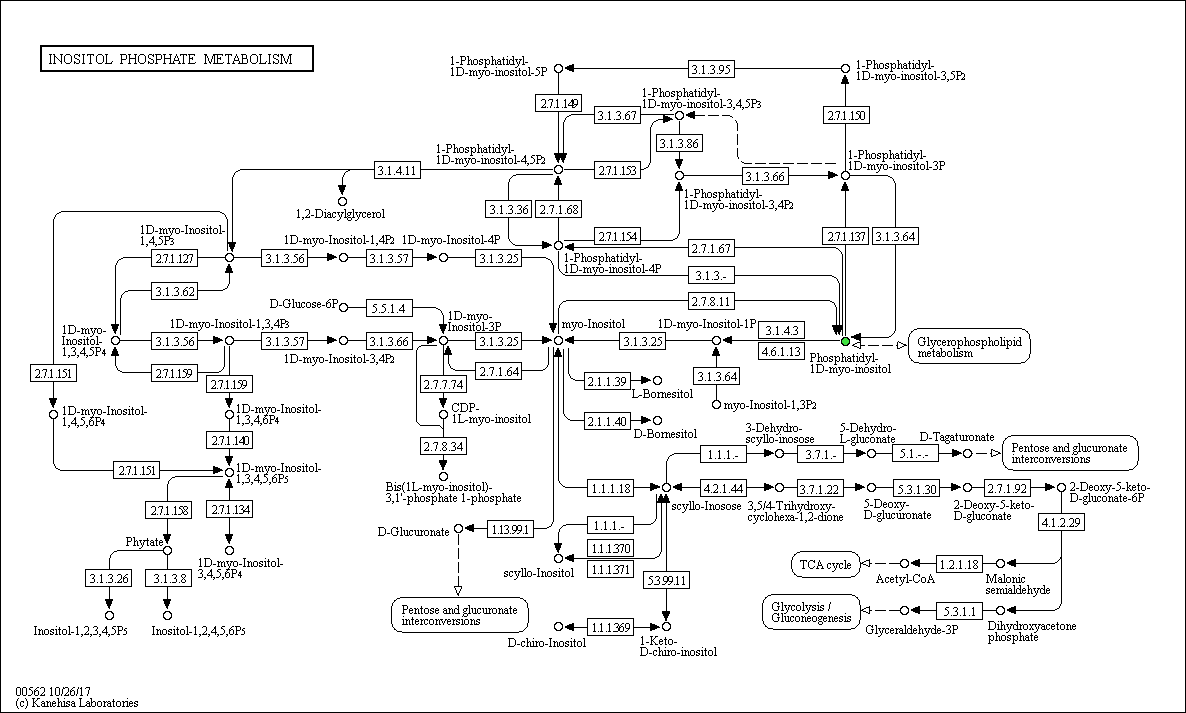 INOSITOL PHOSPHATE METABOLISM
1-Phosphatidyl-
1D-myo-inositol-5P
3.1.3.95
1-Phosphatidyl-
1D-myo-inositol-3,5P2
2.7.1.149
1-Phosphatidyl-
1D-myo-inositol-3,4,5P3
3.1.3.67
2.7.1.150
3.1.3.86
1-Phosphatidyl-
1D-myo-inositol-4,5P2
3.1.4.11
2.7.1.153
1-Phosphatidyl-
1D-myo-inositol-3P
3.1.3.66
1,2-Diacylglycerol
3.1.3.36
2.7.1.68
1-Phosphatidyl-
1D-myo-inositol-3,4P2
1D-myo-Inositol-
1,4,5P3
1D-myo-Inositol-1,4P2
1D-myo-Inositol-4P
2.7.1.154
2.7.1.137
3.1.3.64
2.7.1.127
3.1.3.56
3.1.3.57
3.1.3.25
1-Phosphatidyl-
1D-myo-inositol-4P
2.7.1.67
3.1.3.-
3.1.3.62
D-Glucose-6P
5.5.1.4
2.7.8.11
1D-myo-
Inositol-
1,3,4,5P4
1D-myo-Inositol-1,3,4P3
1D-myo-
Inositol-3P
myo-Inositol
1D-myo-Inositol-1P
3.1.4.3
3.1.3.56
3.1.3.57
3.1.3.66
3.1.3.25
3.1.3.25
4.6.1.13
Glycerophospholipid
metabolism
1D-myo-Inositol-3,4P2
Phosphatidyl-
1D-myo-inositol
2.7.1.151
2.7.1.159
2.7.1.159
2.7.7.74
2.7.1.64
2.1.1.39
L-Bornesitol
3.1.3.64
myo-Inositol-1,3P2
1D-myo-Inositol-
1,4,5,6P4
1D-myo-Inositol-
1,3,4,6P4
CDP-
1L-myo-inositol
2.1.1.40
D-Bornesitol
2.7.1.140
2.7.8.34
3-Dehydro-
scyllo-inosose
5-Dehydro-
L-gluconate
D-Tagaturonate
1.1.1.-
3.7.1.-
5.1.-.-
Pentose and glucuronate
interconversions
2.7.1.151
1D-myo-Inositol-
1,3,4,5,6P5
Bis(1L-myo-inositol)-
3,1'-phosphate 1-phosphate
1.1.1.18
4.2.1.44
3.7.1.22
5.3.1.30
2.7.1.92
2-Deoxy-5-keto-
D-gluconate-6P
scyllo-Inosose
3,5/4-Trihydroxy-
cyclohexa-1,2-dione
5-Deoxy-
D-glucuronate
2-Deoxy-5-keto-
D-gluconate
2.7.1.158
2.7.1.134
D-Glucuronate
1.13.99.1
1.1.1.-
4.1.2.29
Phytate
1.1.1.370
1D-myo-Inositol-
3,4,5,6P4
scyllo-Inositol
1.1.1.371
TCA cycle
1.2.1.18
Acetyl-CoA
Malonic
semialdehyde
3.1.3.26
3.1.3.8
5.3.99.11
Pentose and glucuronate
interconversions
Glycolysis /
Gluconeogenesis
5.3.1.1
Glyceraldehyde-3P
Dihydroxyacetone
phosphate
Inositol-1,2,3,4,5P5
Inositol-1,2,4,5,6P5
D-chiro-Inositol
1.1.1.369
1-Keto-
D-chiro-inositol
00562 10/26/17
(c) Kanehisa Laboratories